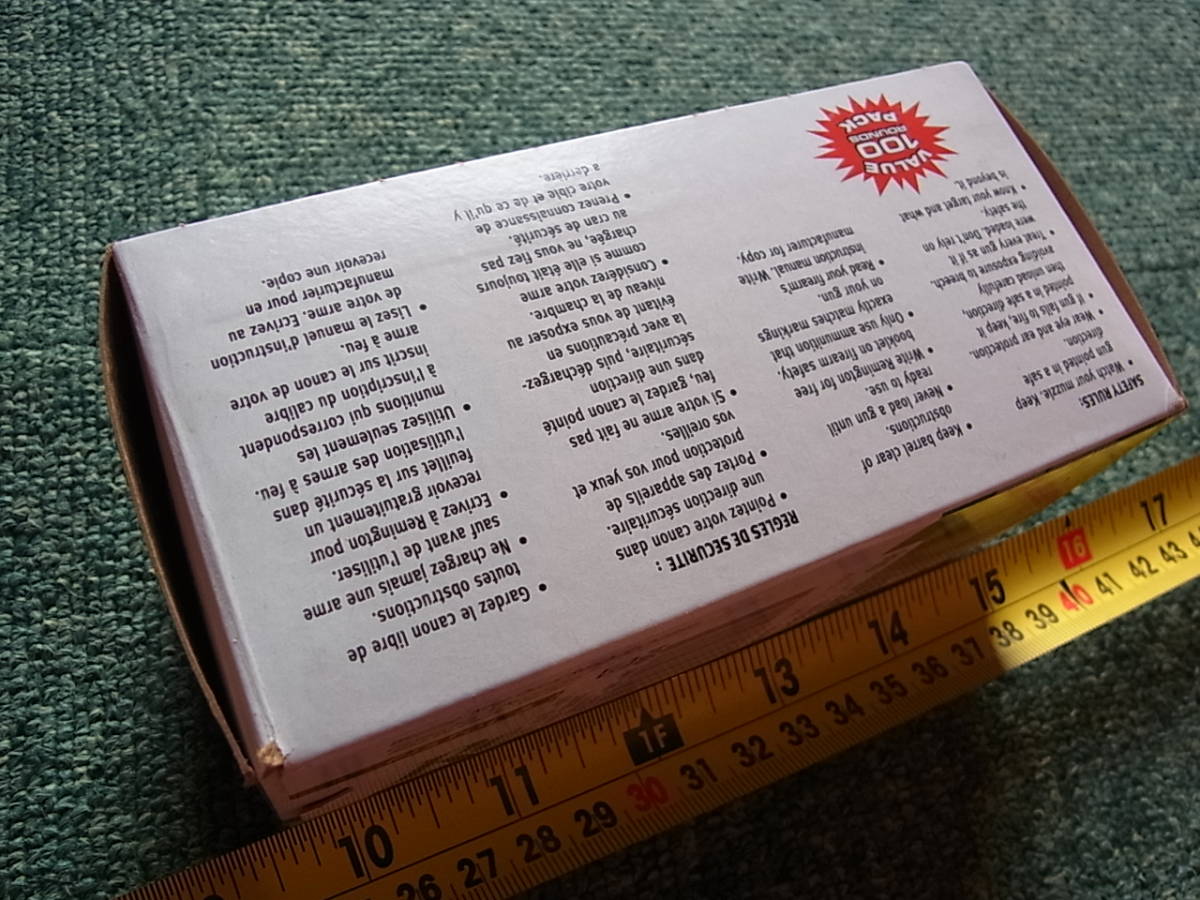 VALUE
100
ROUNDS
PACK
SAFETY RULES:
• Watch your muzzle. Keep
gun pointed in a safe
direction.
• Wear eye and ear protection.
• If gun fails to fire, keep it
pointed in a safe direction,
then unload carefully
avoiding exposure to breech.
• Treat every gun as if it
were loaded. Don't rely on
the safety.
• Know your target and what
is beyond it.
• Keep barrel clear of
obstructions.
• Never load a gun until
ready to use.
• Write Remington for free
booklet on firearm safety.
• Only use ammunition that
exactly matches markings
on your gun.
• Read your firearm's
instruction manual. Write
manufacturer for copy.
REGLES DE SECURITE :
• Pointez votre canon dans
une direction sécuritaire.
• Portez des appareils de
protection pour vos yeux et
vos oreilles.
• Si votre arme ne fait pas
feu, gardez le canon pointé
dans une direction
sécuritaire, puis déchargez-
la avec précautions en
évitant de vous exposer au
niveau de la chambre.
• Considérez votre arme
comme si elle était toujours
chargée, ne vous fiez pas
au cran de sécurité.
• Prenez connaissance de
votre cible et de ce qu'il y
a derrière.
• Gardez le canon libre de
toutes obstructions.
• Ne chargez jamais une arme
sauf avant de l'utiliser.
• Ecrivez à Remington pour
recevoir gratuitement un
feuillet sur la sécurité dans
l'utilisation des armes à feu.
• Utilisez seulement les
munitions qui correspondent
à l'inscription du calibre
inscrit sur le canon de votre
arme à feu.
• Lisez le manuel d'instruction
de votre arme. Ecrivez au
manufacturier pour en
recevoir une copie.
10 11 1F 13 14 15 16 17
26 27 28 29 30 31 32 33 34 35 36 37 38 39 40 41 42 43